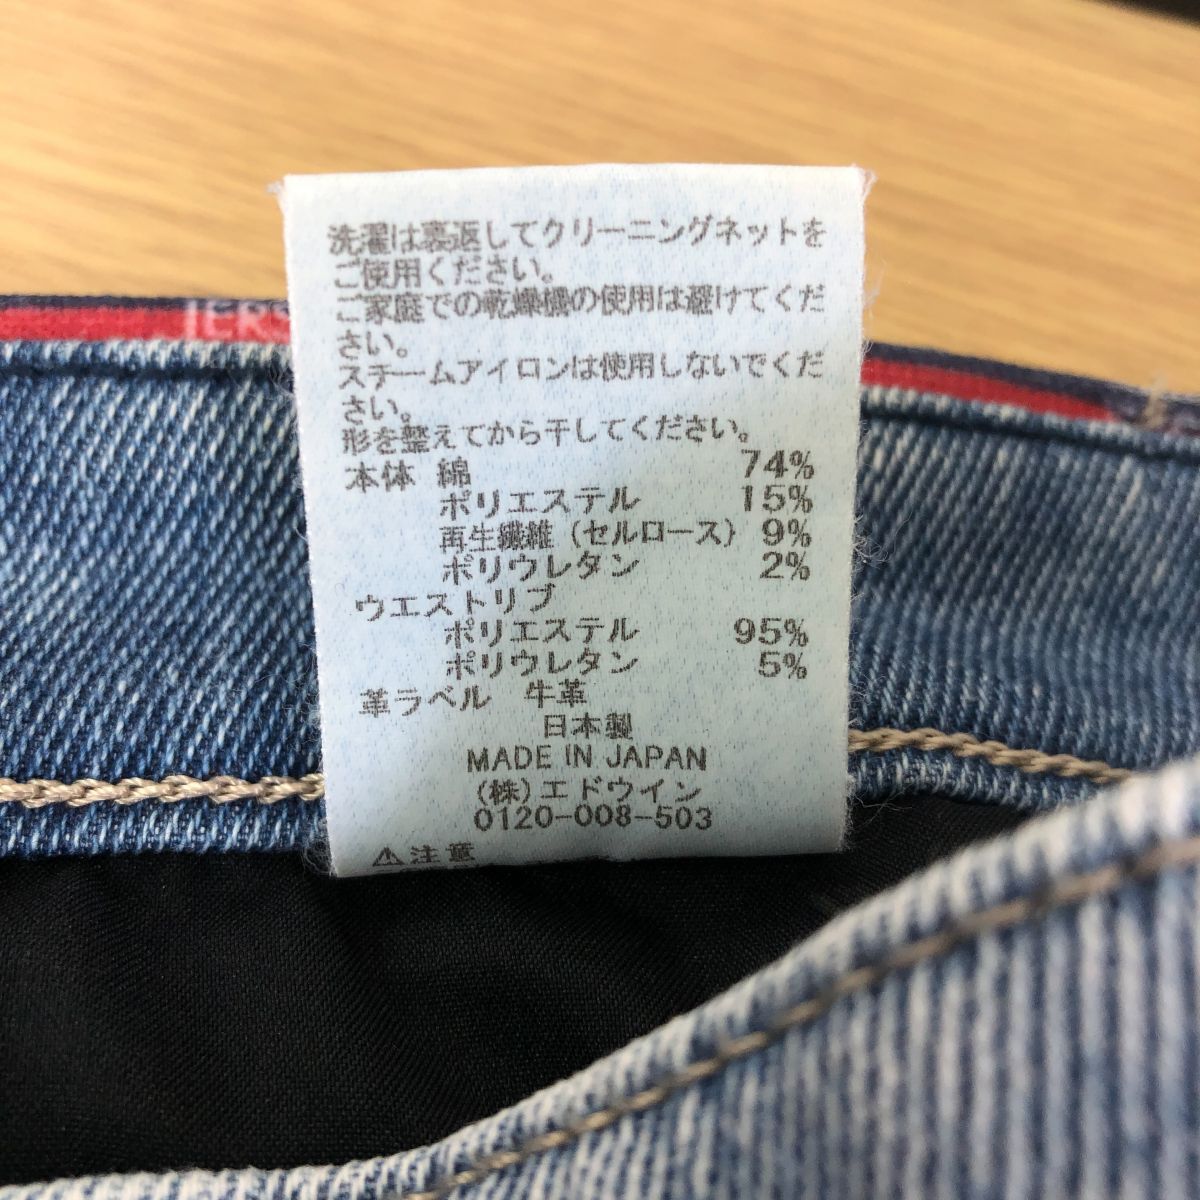 洗濯は裏返してクリーニングネットを
ご使用ください。
ご家庭での乾燥機の使用は避けてくだ
さい。
スチームアイロンは使用しないでくだ
さい。
形を整えてから干してください。
本体 綿 74%
ポリエステル 15%
再生繊維(セルロース) 9%
ポリウレタン 2%
ウエストリブ
ポリエステル 95%
ポリウレタン 5%
革ラベル 牛革
日本製
MADE IN JAPAN
(株)エドウイン
0120-008-503
⚠注意